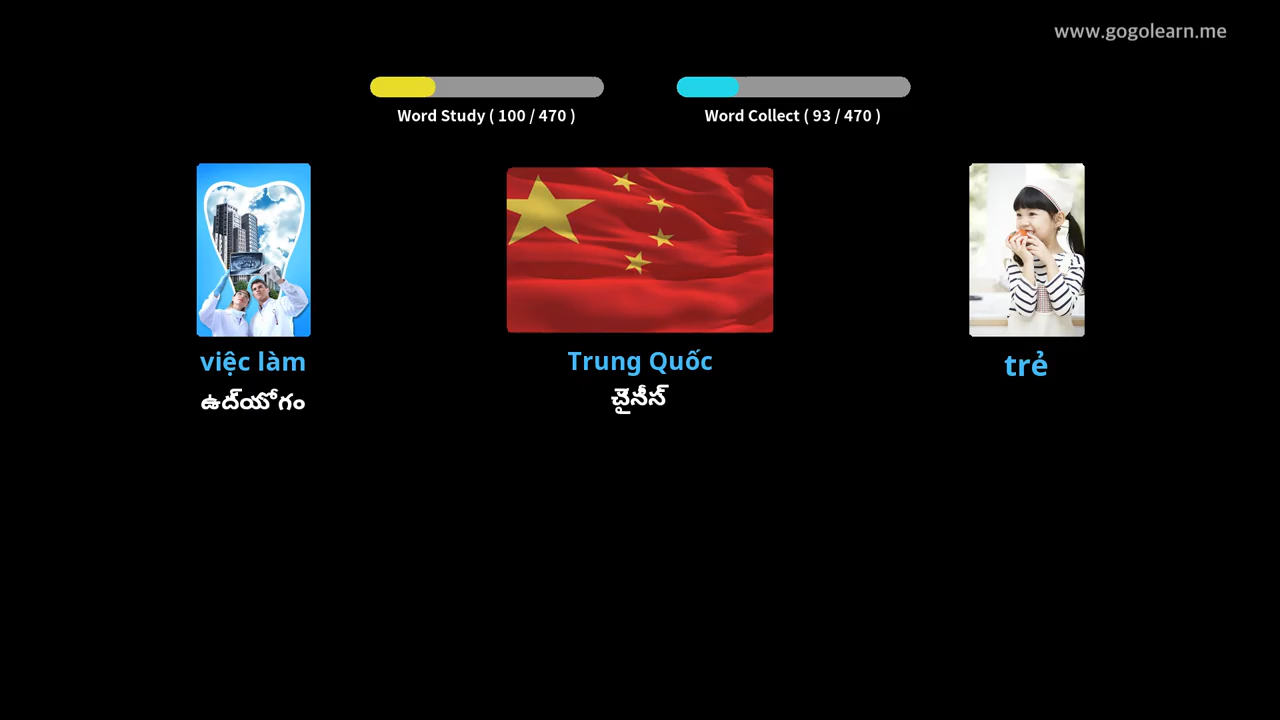 www.gogolearn.me
Word Study ( 100 / 470 )
Word Collect ( 93 / 470 )
việc làm
Trung Quốc
trẻ
ఉద్యోగం
చైనీస్